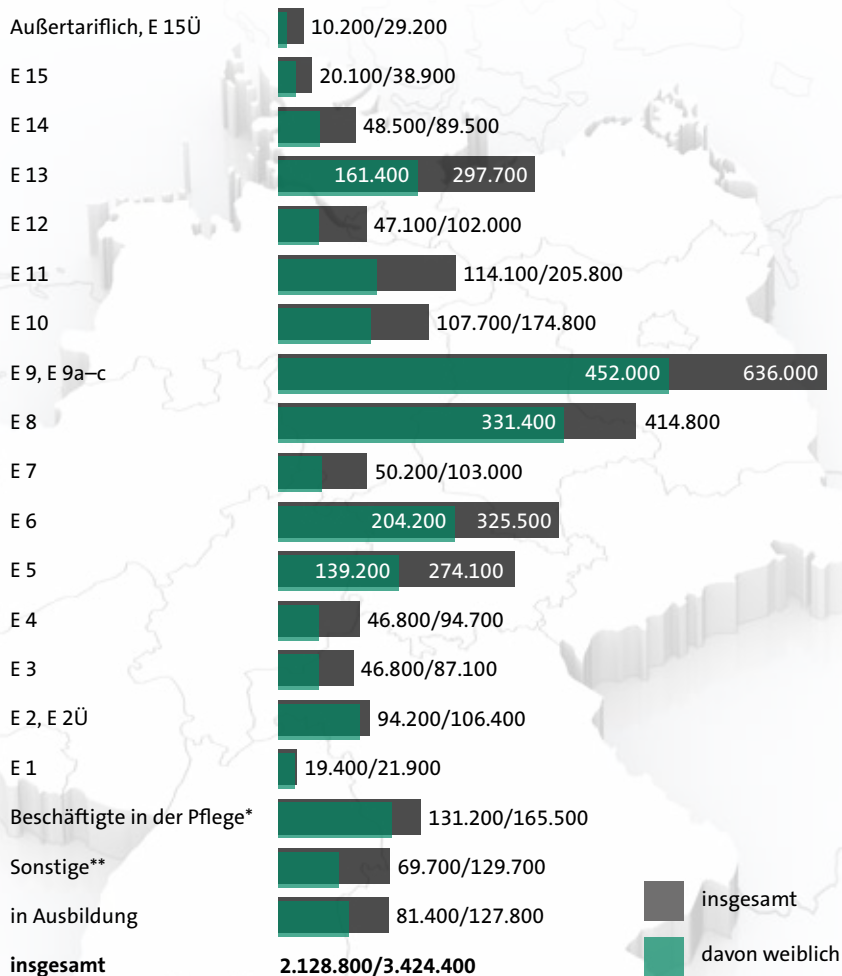 Außertariflich, E 15Ü 10.200/29.200
E 15 20.100/38.900
E 14 48.500/89.500
E 13 161.400 297.700
E 12 47.100/102.000
E 11 114.100/205.800
E 10 107.700/174.800
E 9, E 9a–c 452.000 636.000
E 8 331.400 414.800
E 7 50.200/103.000
E 6 204.200 325.500
E 5 139.200 274.100
E 4 46.800/94.700
E 3 46.800/87.100
E 2, E 2Ü 94.200/106.400
E 1 19.400/21.900
Beschäftigte in der Pflege* 131.200/165.500
Sonstige** 69.700/129.700
in Ausbildung 81.400/127.800
insgesamt 2.128.800/3.424.400
insgesamt
davon weiblich